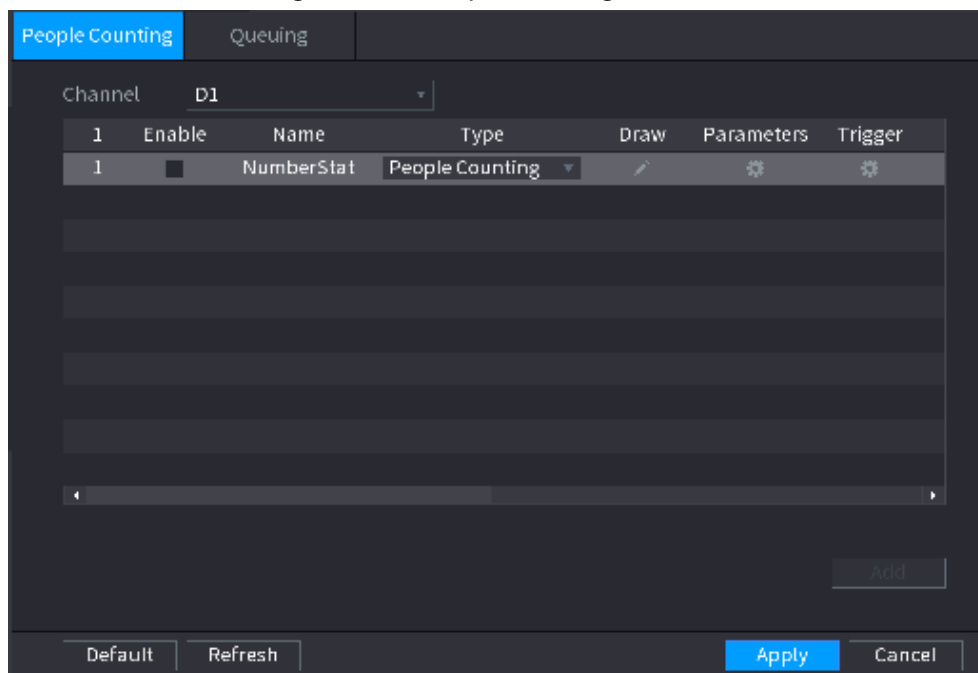 People Counting Queuing
Channel D1
1 Enable Name Type Draw Parameters Trigger
1 NumberStat People Counting
Add
Default Refresh Apply Cancel